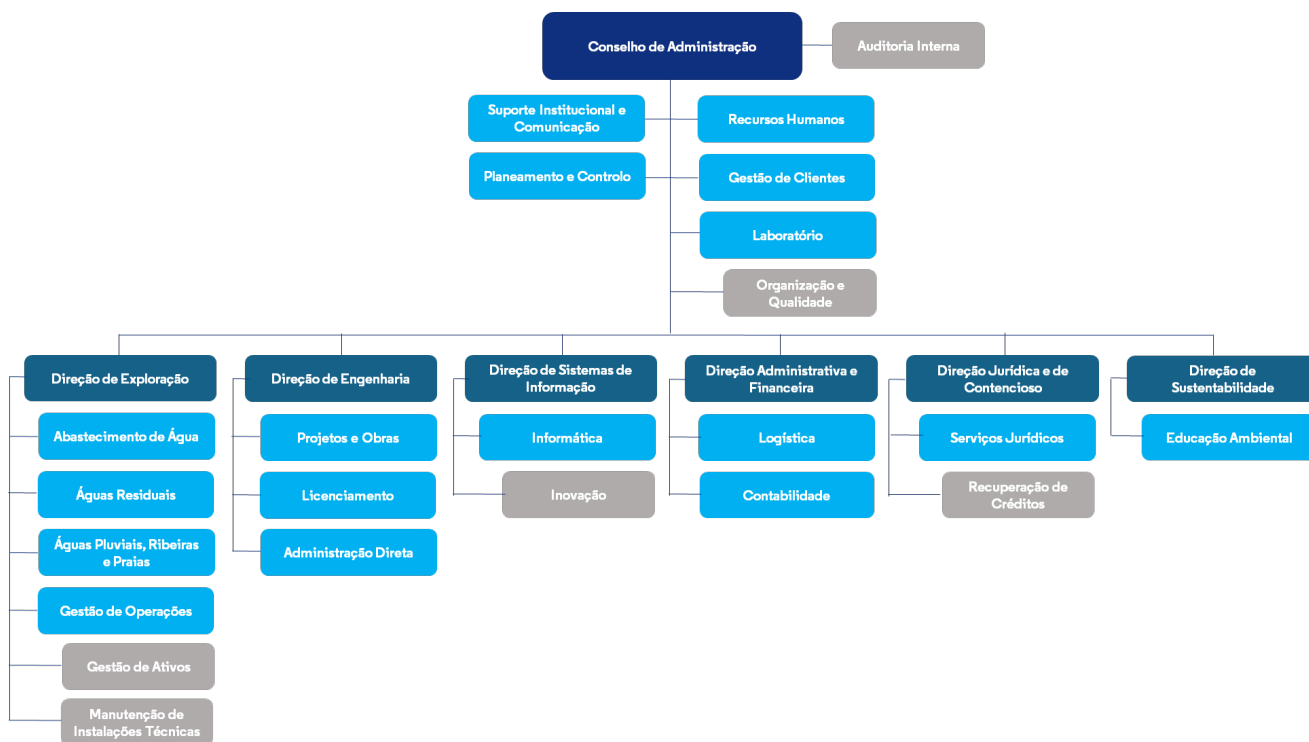 Conselho de Administração
Auditoria Interna
Suporte Institucional e
Comunicação
Recursos Humanos
Planeamento e Controlo
Gestão de Clientes
Laboratório
Organização e
Qualidade
Direção de Exploração
Abastecimento de Água
Águas Residuais
Águas Pluviais, Ribeiras
e Praias
Gestão de Operações
Gestão de Ativos
Manutenção de
Instalações Técnicas
Direção de Engenharia
Projetos e Obras
Licenciamento
Administração Direta
Direção de Sistemas de
Informação
Informática
Inovação
Direção Administrativa e
Financeira
Logística
Contabilidade
Direção Jurídica e de
Contencioso
Serviços Jurídicos
Recuperação de
Créditos
Direção de
Sustentabilidade
Educação Ambiental